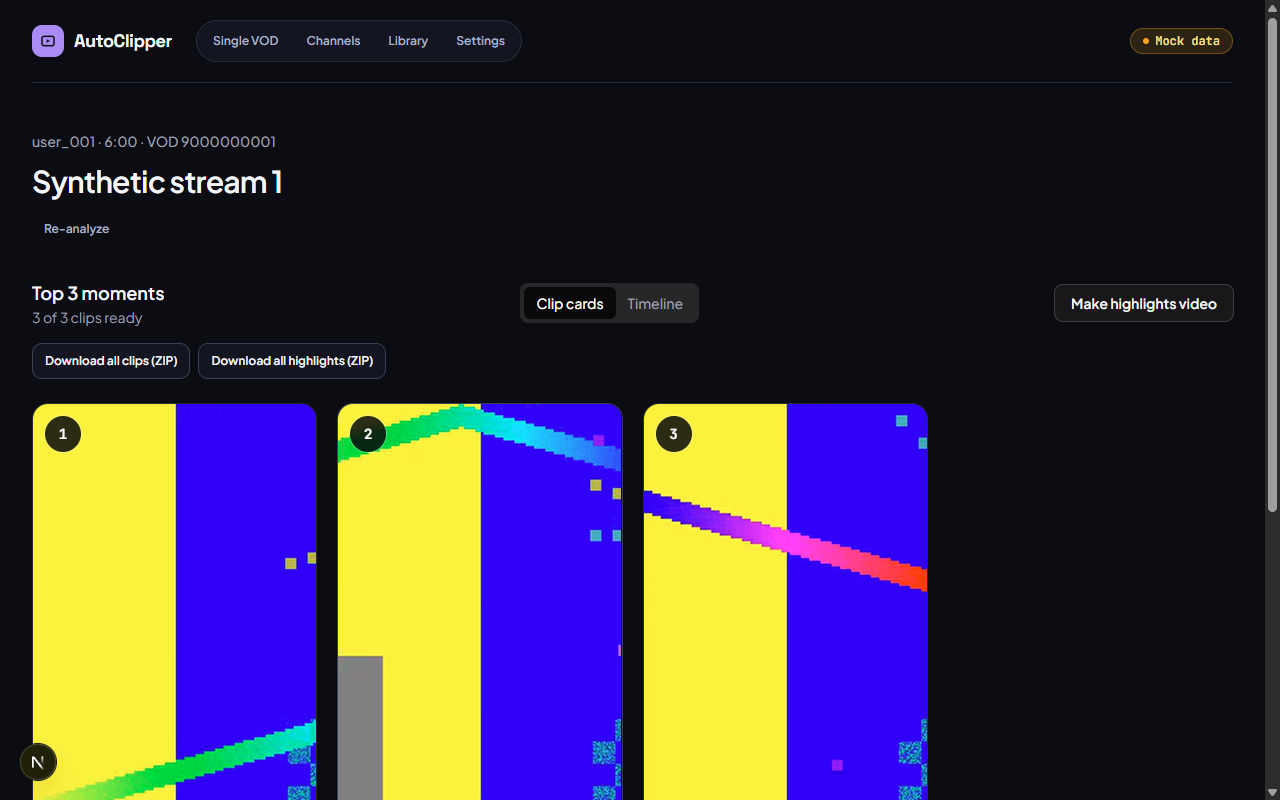 AutoClipper
Single VOD
Channels
Library
Settings
Mock data
user_001 · 6:00 · VOD 9000000001
Synthetic stream 1
Re-analyze
Top 3 moments
3 of 3 clips ready
Clip cards
Timeline
Make highlights video
Download all clips (ZIP)
Download all highlights (ZIP)
1
2
3
N